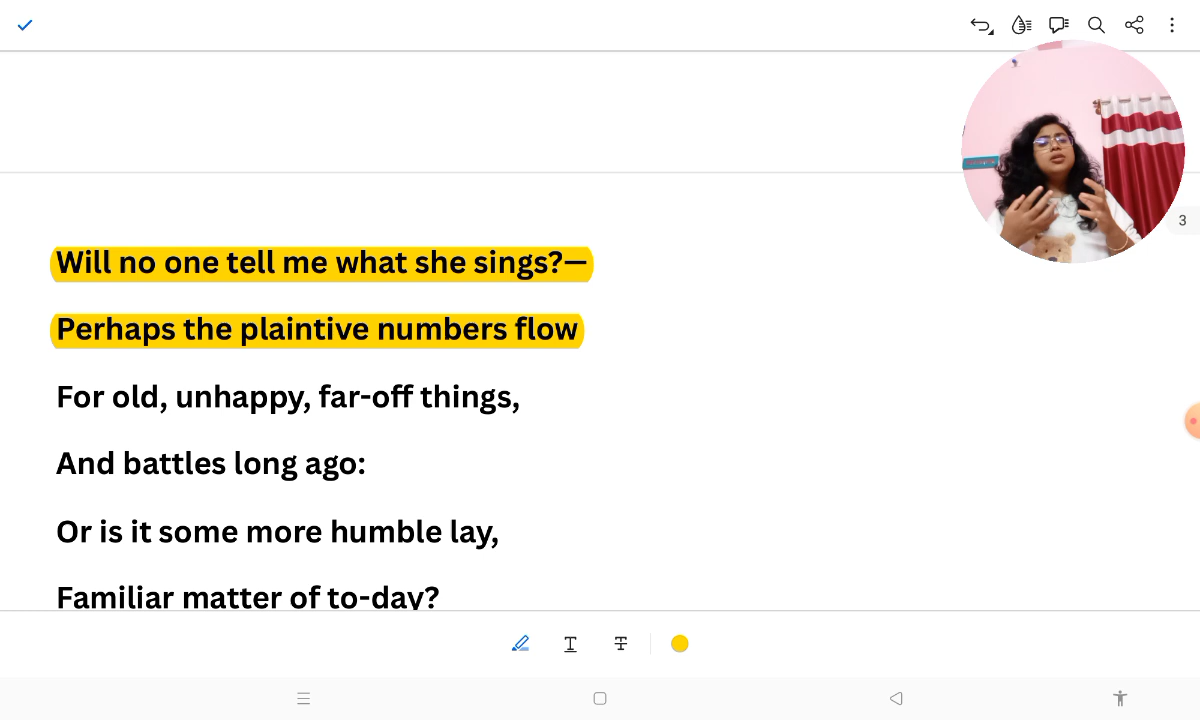 3
Will no one tell me what she sings?—
Perhaps the plaintive numbers flow
For old, unhappy, far-off things,
And battles long ago:
Or is it some more humble lay,
Familiar matter of to-day?